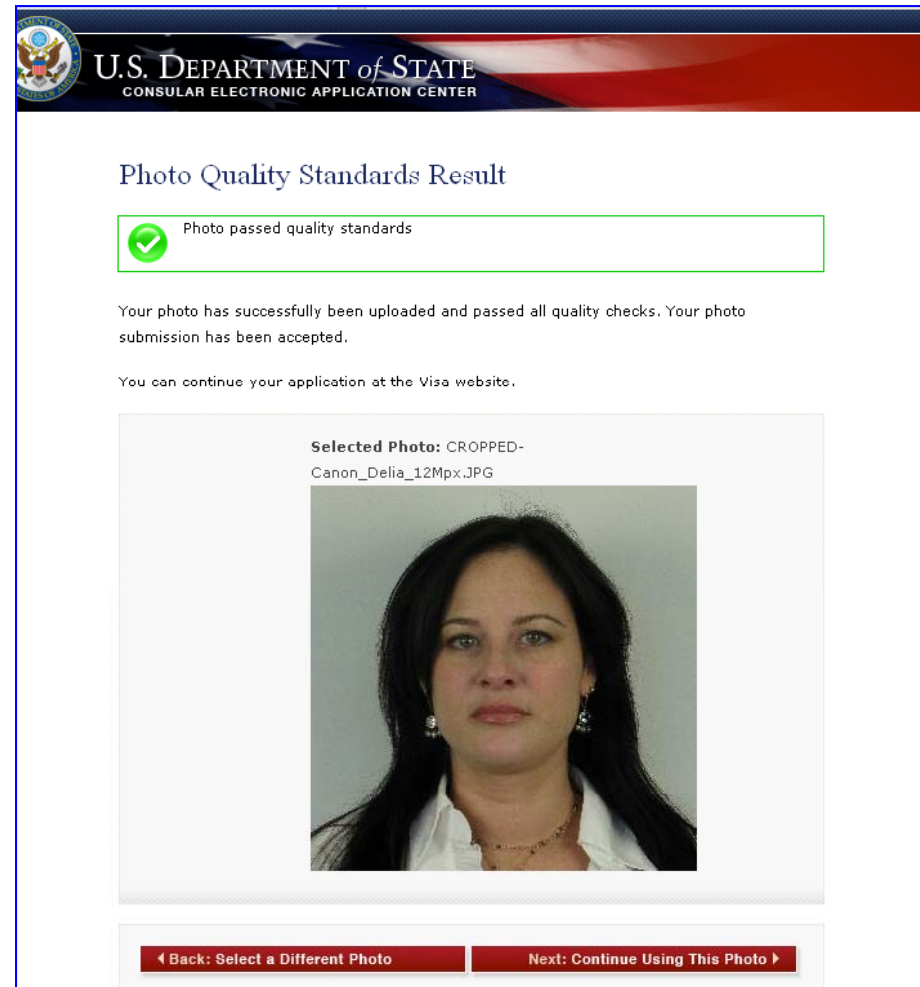 U.S. DEPARTMENT of STATE
CONSULAR ELECTRONIC APPLICATION CENTER
Photo Quality Standards Result
Photo passed quality standards
Your photo has successfully been uploaded and passed all quality checks. Your photo
submission has been accepted.
You can continue your application at the Visa website.
Selected Photo: CROPPED-
Canon_Delia_12Mpx.JPG
Back: Select a Different Photo
Next: Continue Using This Photo